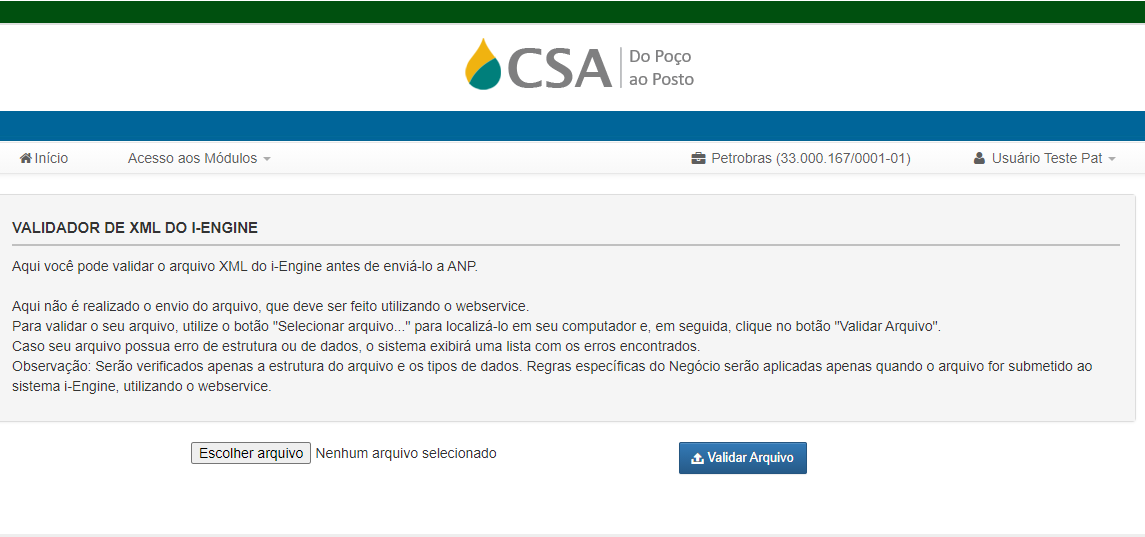 CSA
Do Poço
ao Posto
Início
Acesso aos Módulos
Petrobras (33.000.167/0001-01)
Usuário Teste Pat
VALIDADOR DE XML DO I-ENGINE
Aqui você pode validar o arquivo XML do i-Engine antes de enviá-lo a ANP.
Aqui não é realizado o envio do arquivo, que deve ser feito utilizando o webservice.
Para validar o seu arquivo, utilize o botão "Selecionar arquivo..." para localizá-lo em seu computador e, em seguida, clique no botão "Validar Arquivo".
Caso seu arquivo possua erro de estrutura ou de dados, o sistema exibirá uma lista com os erros encontrados.
Observação: Serão verificados apenas a estrutura do arquivo e os tipos de dados. Regras específicas do Negócio serão aplicadas apenas quando o arquivo for submetido ao
sistema i-Engine, utilizando o webservice.
Escolher arquivo Nenhum arquivo selecionado
Validar Arquivo